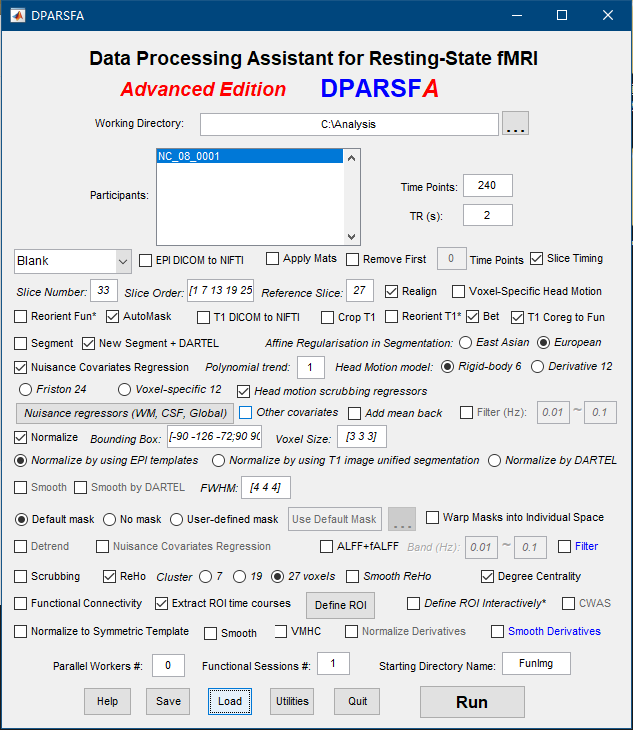 DPARSFA
Data Processing Assistant for Resting-State fMRI
Advanced Edition DPARSFA
Working Directory: C:\Analysis ...
Participants: NC_08_0001
Time Points: 240
TR (s): 2
Blank EPI DICOM to NIFTI Apply Mats Remove First 0 Time Points Slice Timing
Slice Number: 33 Slice Order: [1 7 13 19 25 Reference Slice: 27 Realign Voxel-Specific Head Motion
Reorient Fun* AutoMask T1 DICOM to NIFTI Crop T1 Reorient T1* Bet T1 Coreg to Fun
Segment New Segment + DARTEL Affine Regularisation in Segmentation: East Asian European
Nuisance Covariates Regression Polynomial trend: 1 Head Motion model: Rigid-body 6 Derivative 12
Friston 24 Voxel-specific 12 Head motion scrubbing regressors
Nuisance regressors (WM, CSF, Global) Other covariates Add mean back Filter (Hz): 0.01 ~ 0.1
Normalize Bounding Box: [-90 -126 -72;90 90 Voxel Size: [3 3 3]
Normalize by using EPI templates Normalize by using T1 image unified segmentation Normalize by DARTEL
Smooth Smooth by DARTEL FWHM: [4 4 4]
Default mask No mask User-defined mask Use Default Mask ... Warp Masks into Individual Space
Detrend Nuisance Covariates Regression ALFF+fALFF Band (Hz): 0.01 ~ 0.1 Filter
Scrubbing ReHo Cluster 7 19 27 voxels Smooth ReHo Degree Centrality
Functional Connectivity Extract ROI time courses Define ROI Define ROI Interactively* CWAS
Normalize to Symmetric Template Smooth VMHC Normalize Derivatives Smooth Derivatives
Parallel Workers #: 0 Functional Sessions #: 1 Starting Directory Name: FunImg
Help Save Load Utilities Quit Run